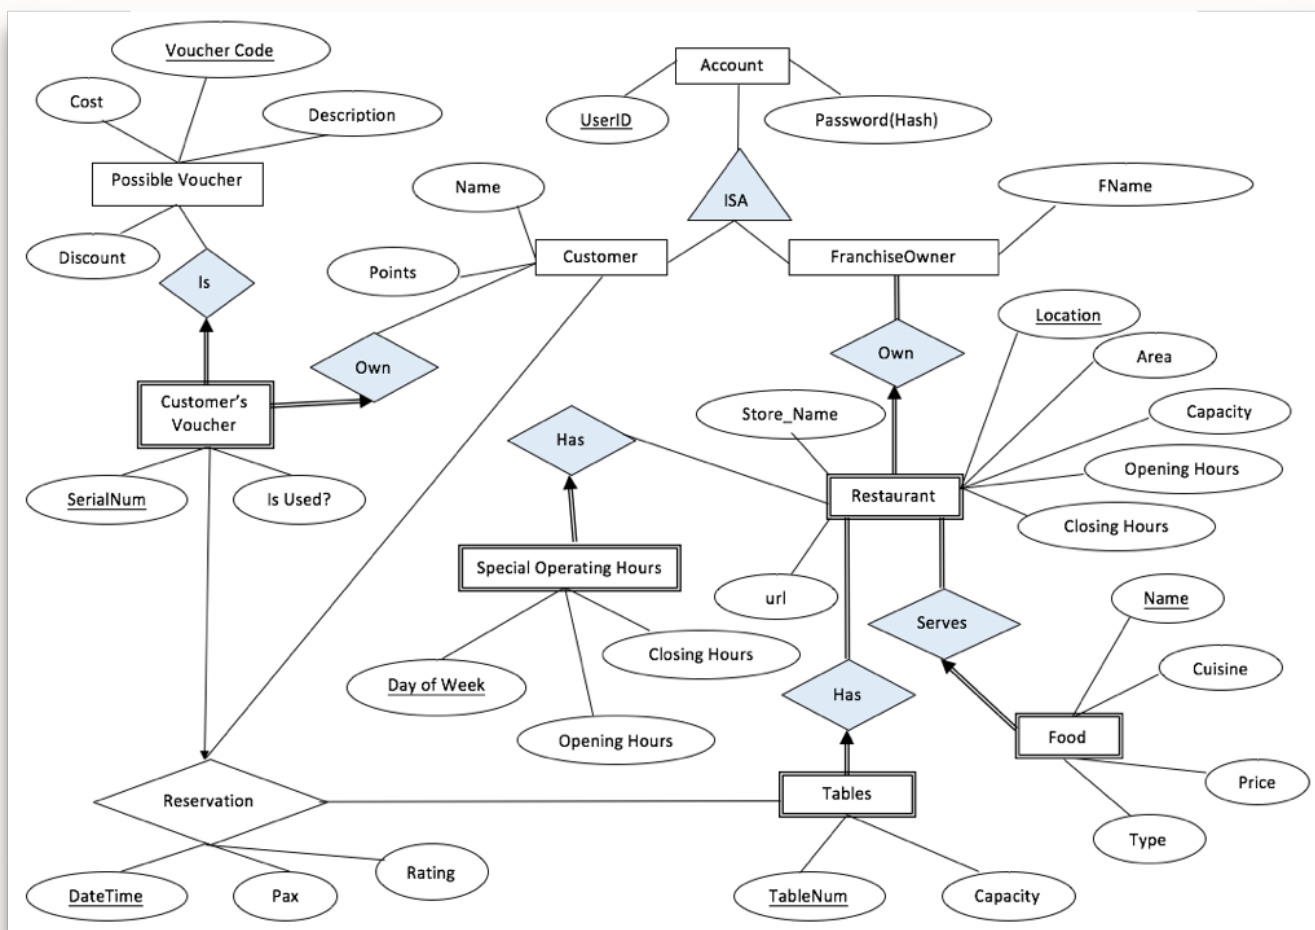 Voucher Code
Account
Cost
Description
UserID
Password(Hash)
Possible Voucher
Name
ISA
FName
Discount
Is
Customer
FranchiseOwner
Points
Location
Own
Own
Area
Customer's
Voucher
Store_Name
Capacity
Has
Opening Hours
SerialNum
Is Used?
Restaurant
Closing Hours
Special Operating Hours
url
Name
Serves
Closing Hours
Cuisine
Day of Week
Has
Opening Hours
Food
Reservation
Tables
Price
Type
Rating
DateTime
Pax
TableNum
Capacity